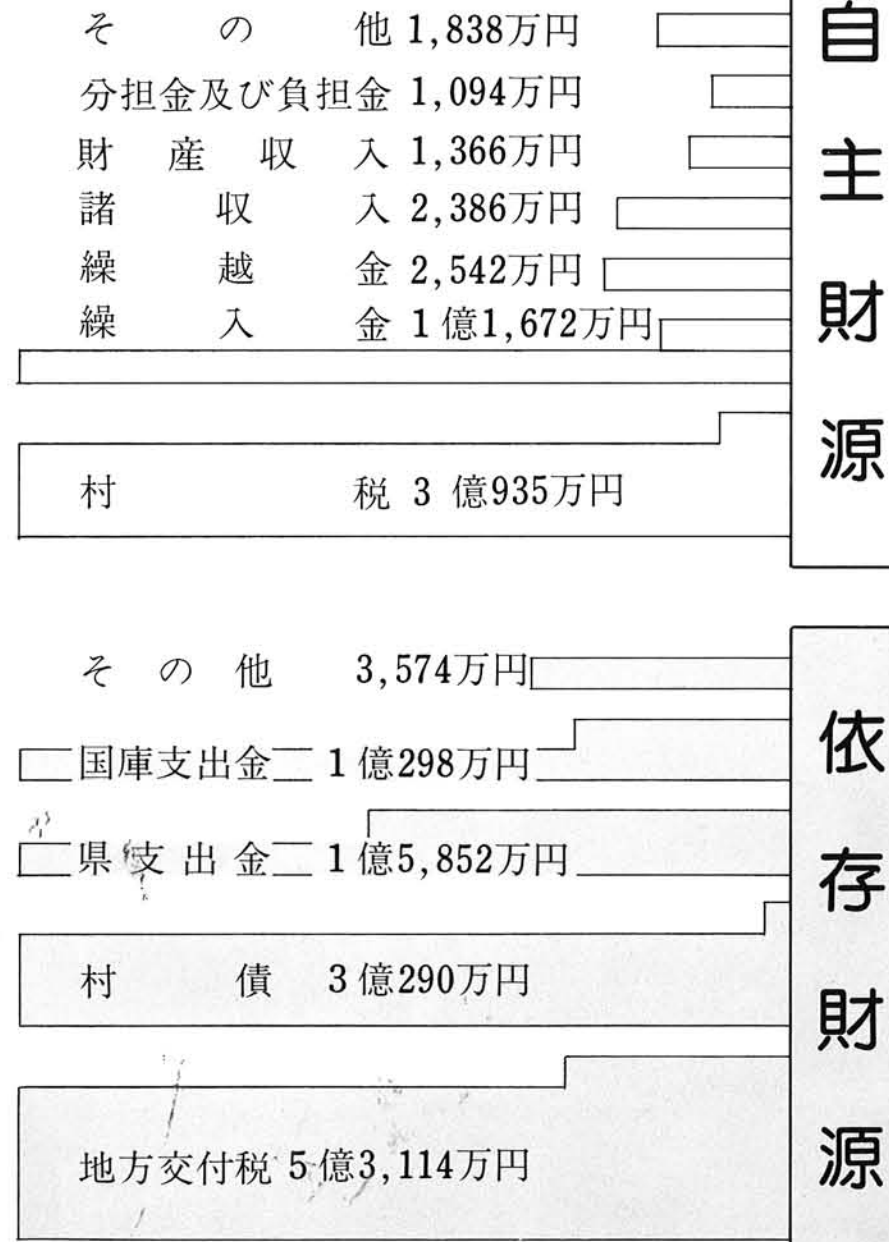 自主財源
その他 1,838万円
分担金及び負担金 1,094万円
財産収入 1,366万円
諸収入 2,386万円
繰越金 2,542万円
繰入金 1億1,672万円
村税 3億935万円
依存財源
その他 3,574万円
国庫支出金 1億298万円
県支出金 1億5,852万円
村債 3億290万円
地方交付税 5億3,114万円